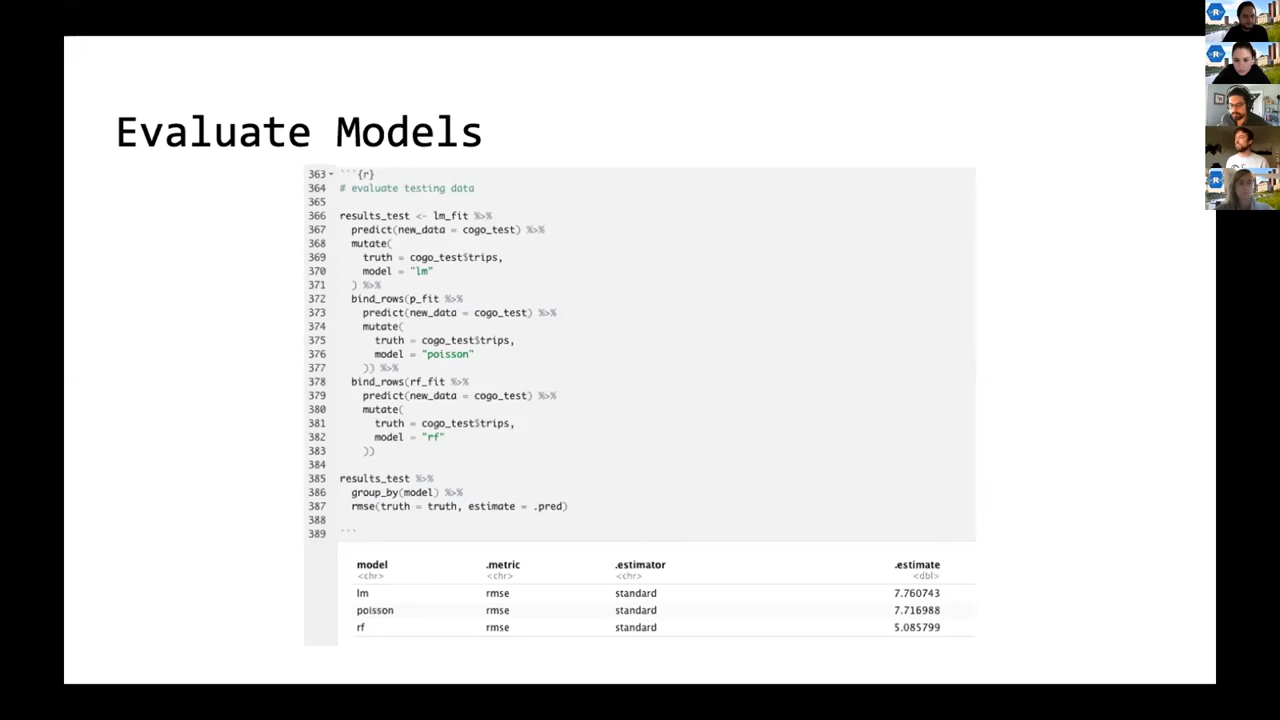 Evaluate Models
363 ```{r}
364 # evaluate testing data
365
366 results_test <- lm_fit %>%
367 predict(new_data = cogo_test) %>%
368 mutate(
369 truth = cogo_test$trips,
370 model = "lm"
371 ) %>%
372 bind_rows(p_fit %>%
373 predict(new_data = cogo_test) %>%
374 mutate(
375 truth = cogo_test$trips,
376 model = "poisson"
377 )) %>%
378 bind_rows(rf_fit %>%
379 predict(new_data = cogo_test) %>%
380 mutate(
381 truth = cogo_test$trips,
382 model = "rf"
383 ))
384
385 results_test %>%
386 group_by(model) %>%
387 rmse(truth = truth, estimate = .pred)
388
389 ```
model .metric .estimator .estimate
<chr> <chr> <chr> <dbl>
lm rmse standard 7.760743
poisson rmse standard 7.716988
rf rmse standard 5.085799
R
R
R